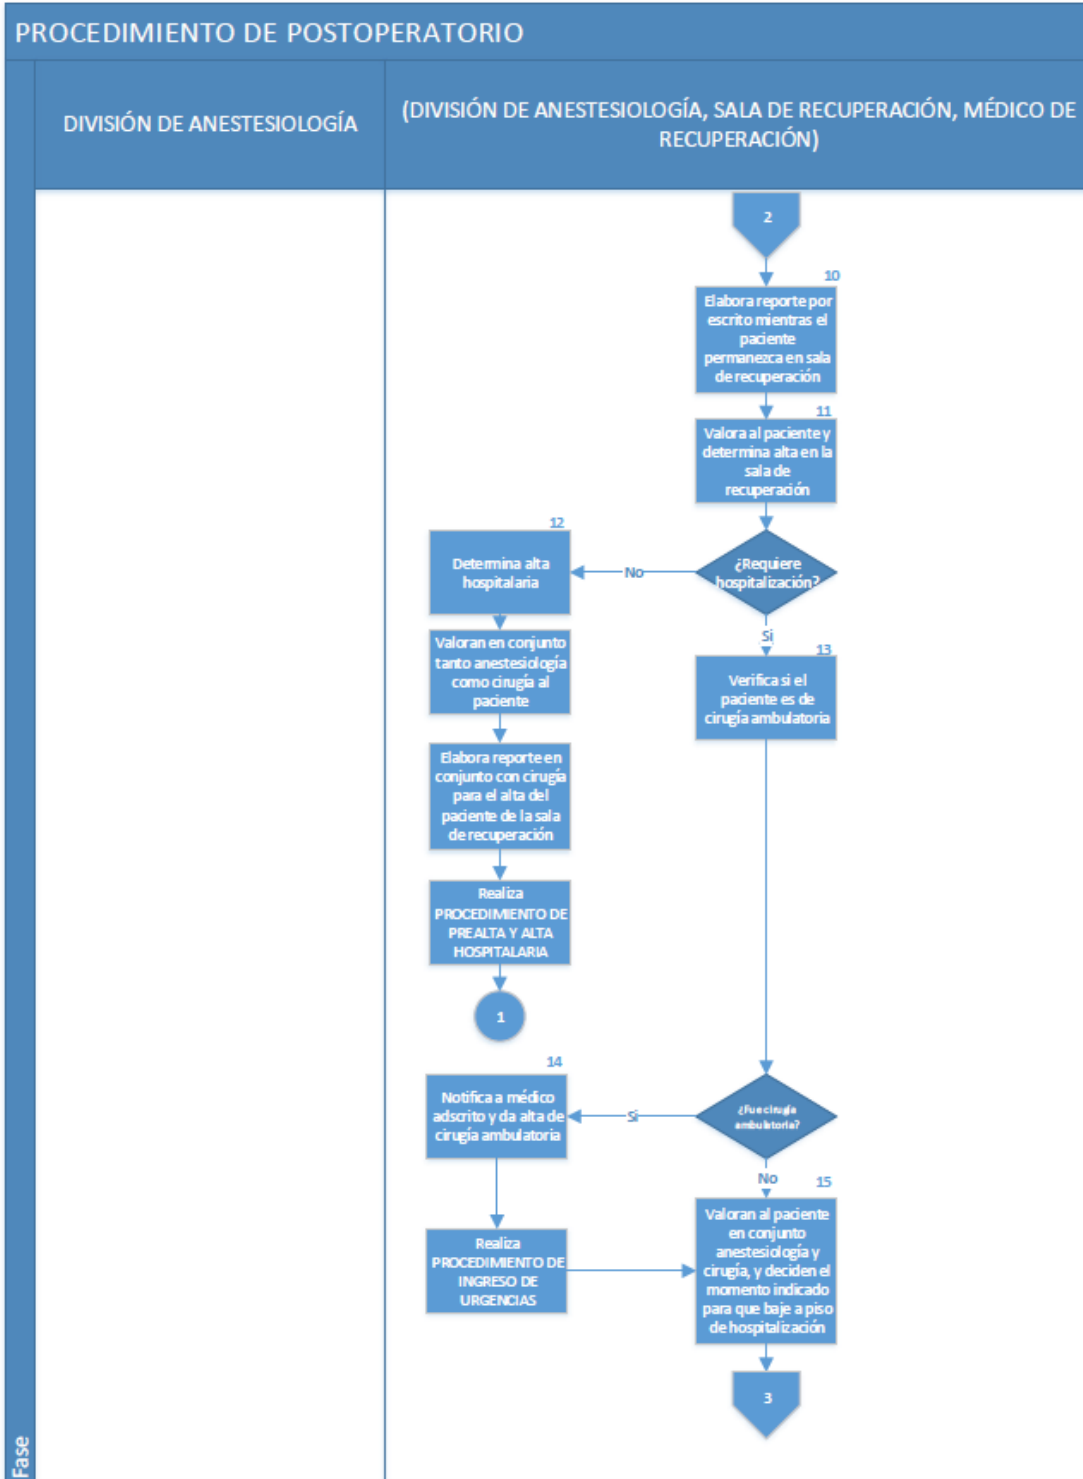 PROCEDIMIENTO DE POSTOPERATORIO
DIVISIÓN DE ANESTESIOLOGÍA
(DIVISIÓN DE ANESTESIOLOGÍA, SALA DE RECUPERACIÓN, MÉDICO DE
RECUPERACIÓN)
2
10
Elabora reporte por
escrito mientras el
paciente
permanezca en sala
de recuperación
11
Valora al paciente y
determina alta en la
sala de
recuperación
¿Requiere
hospitalización?
No
12
Determina alta
hospitalaria
Valoran en conjunto
tanto anestesiología
como cirugía al
paciente
Elabora reporte en
conjunto con cirugía
para el alta del
paciente de la sala
de recuperación
Realiza
PROCEDIMIENTO DE
PREALTA Y ALTA
HOSPITALARIA
1
Si
13
Verifica si el
paciente es de
cirugía ambulatoria
¿Fue cirugía
ambulatoria?
Si
14
Notifica a médico
adscrito y da alta de
cirugía ambulatoria
Realiza
PROCEDIMIENTO DE
INGRESO DE
URGENCIAS
No
15
Valoran al paciente
en conjunto
anestesiología y
cirugía, y deciden el
momento indicado
para que baje a piso
de hospitalización
3
Fase